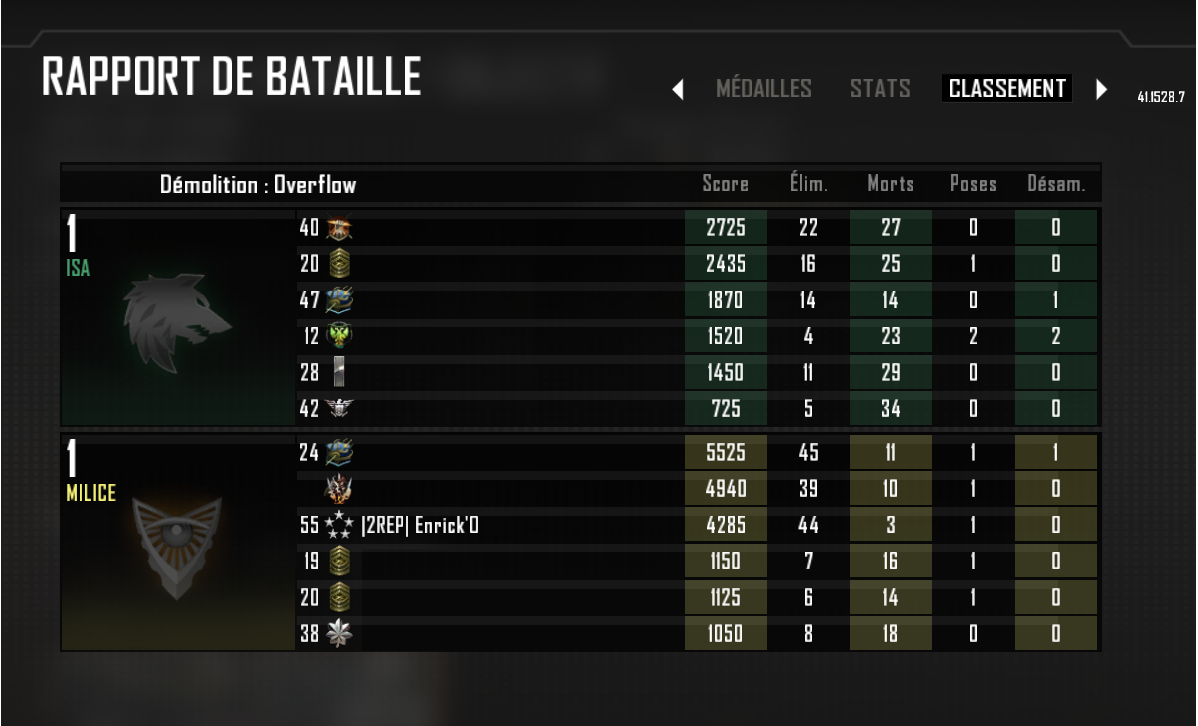 RAPPORT DE BATAILLE
MÉDAILLES STATS CLASSEMENT
41.1528.7
Démolition : Overflow Score Élim. Morts Poses Désam.
1
ISA
40 2725 22 27 0 0
20 2435 16 25 1 0
47 1870 14 14 0 1
12 1520 4 23 2 2
28 1450 11 29 0 0
42 725 5 34 0 0
1
MILICE
24 5525 45 11 1 1
4940 39 10 1 0
55 |2REP| Enrick'O 4285 44 3 1 0
19 1150 7 16 1 0
20 1125 6 14 1 0
38 1050 8 18 0 0